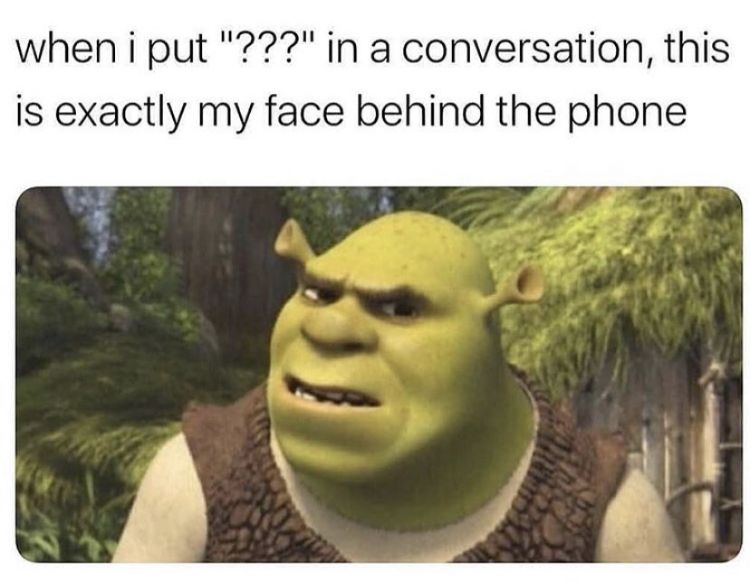 when i put "???" in a conversation, this
is exactly my face behind the phone